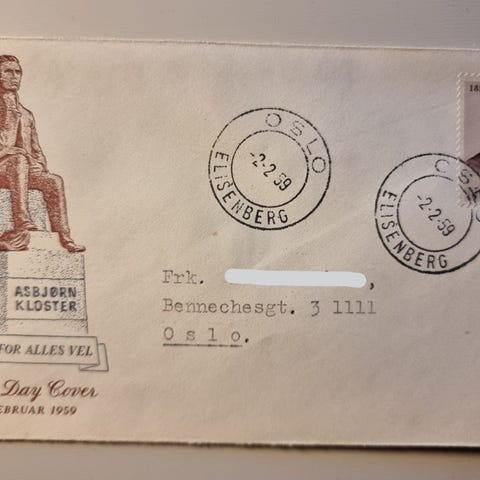 OSLO
-2-2.59
ELISENBERG
OSLO
-2-2.59
ELISENBERG
18
Frk. ,
Bennechesgt. 3 1111
Oslo.
ASBJØRN
KLOSTER
FOR ALLES VEL
Day Cover
EBRUAR 1959